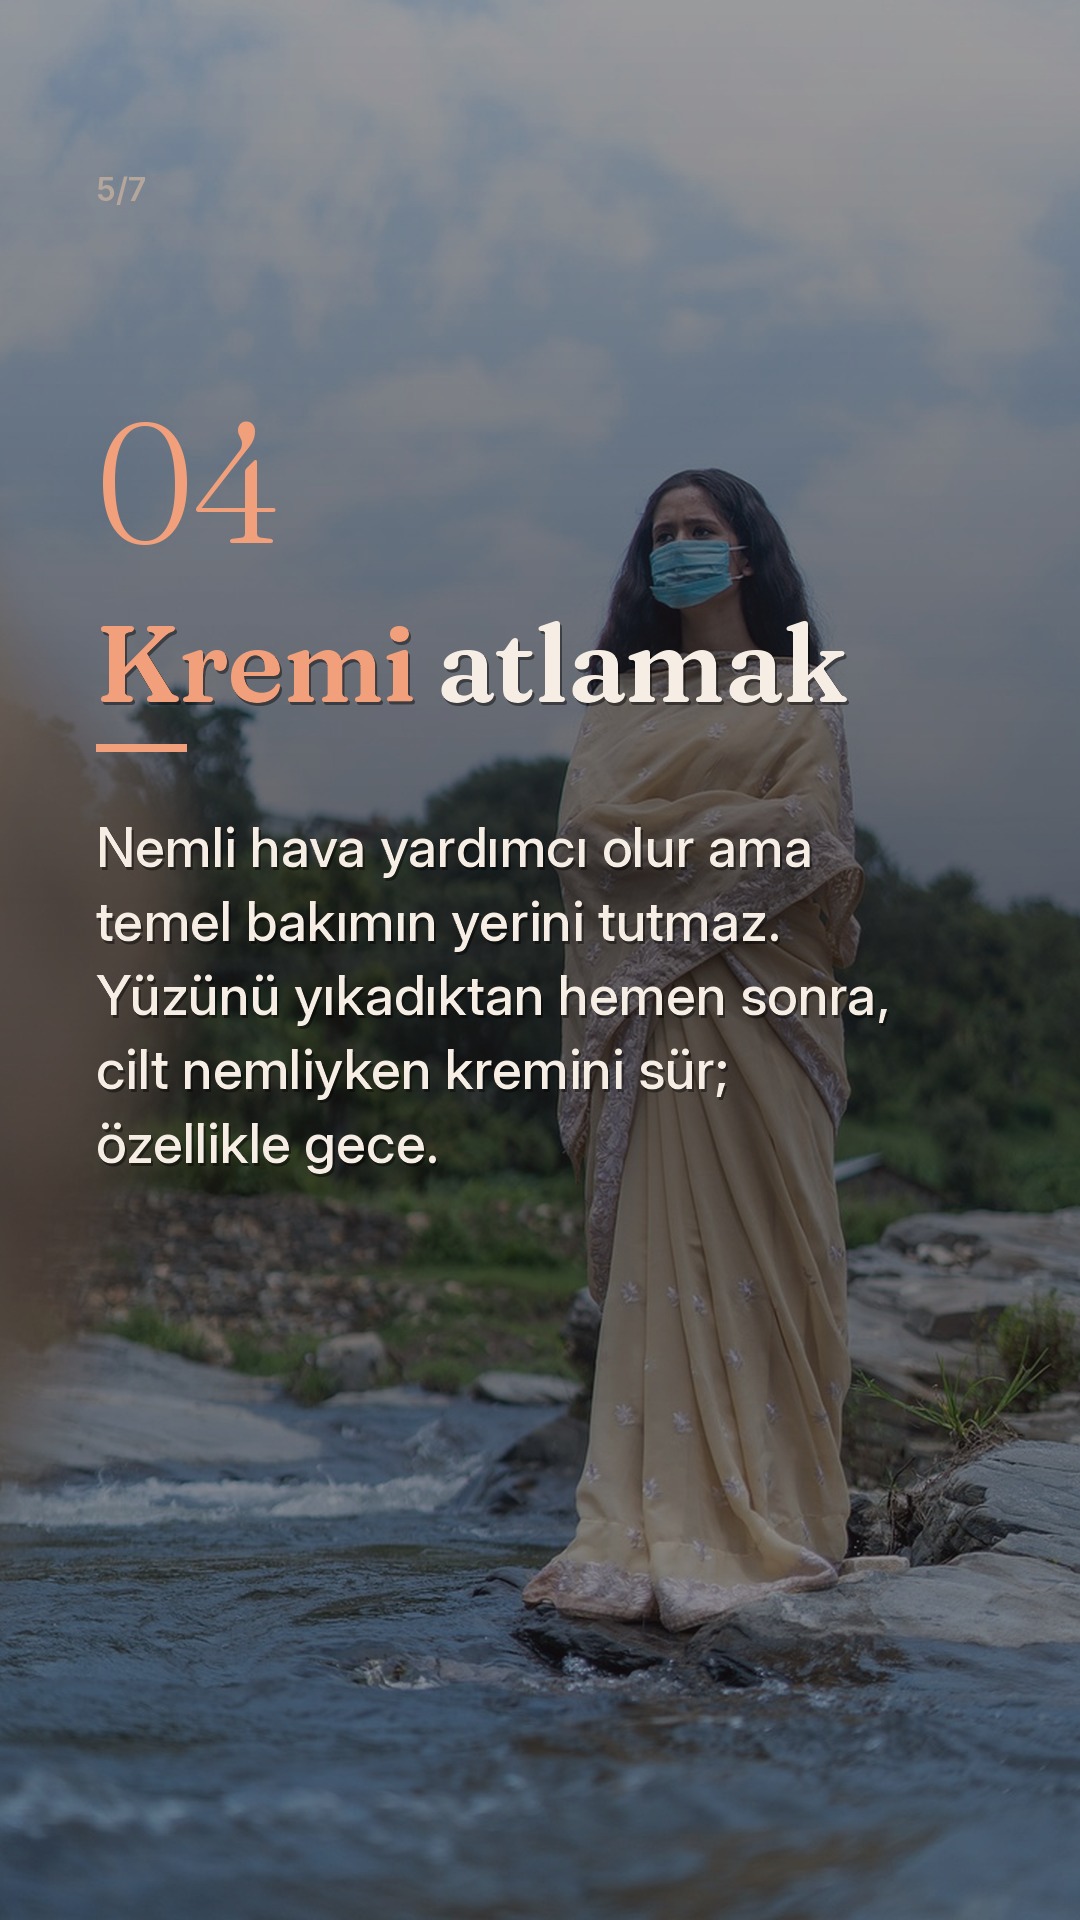 5/7
04
Kremi atlamak
Nemli hava yardımcı olur ama
temel bakımın yerini tutmaz.
Yüzünü yıkadıktan hemen sonra,
cilt nemliyken kremini sür;
özellikle gece.